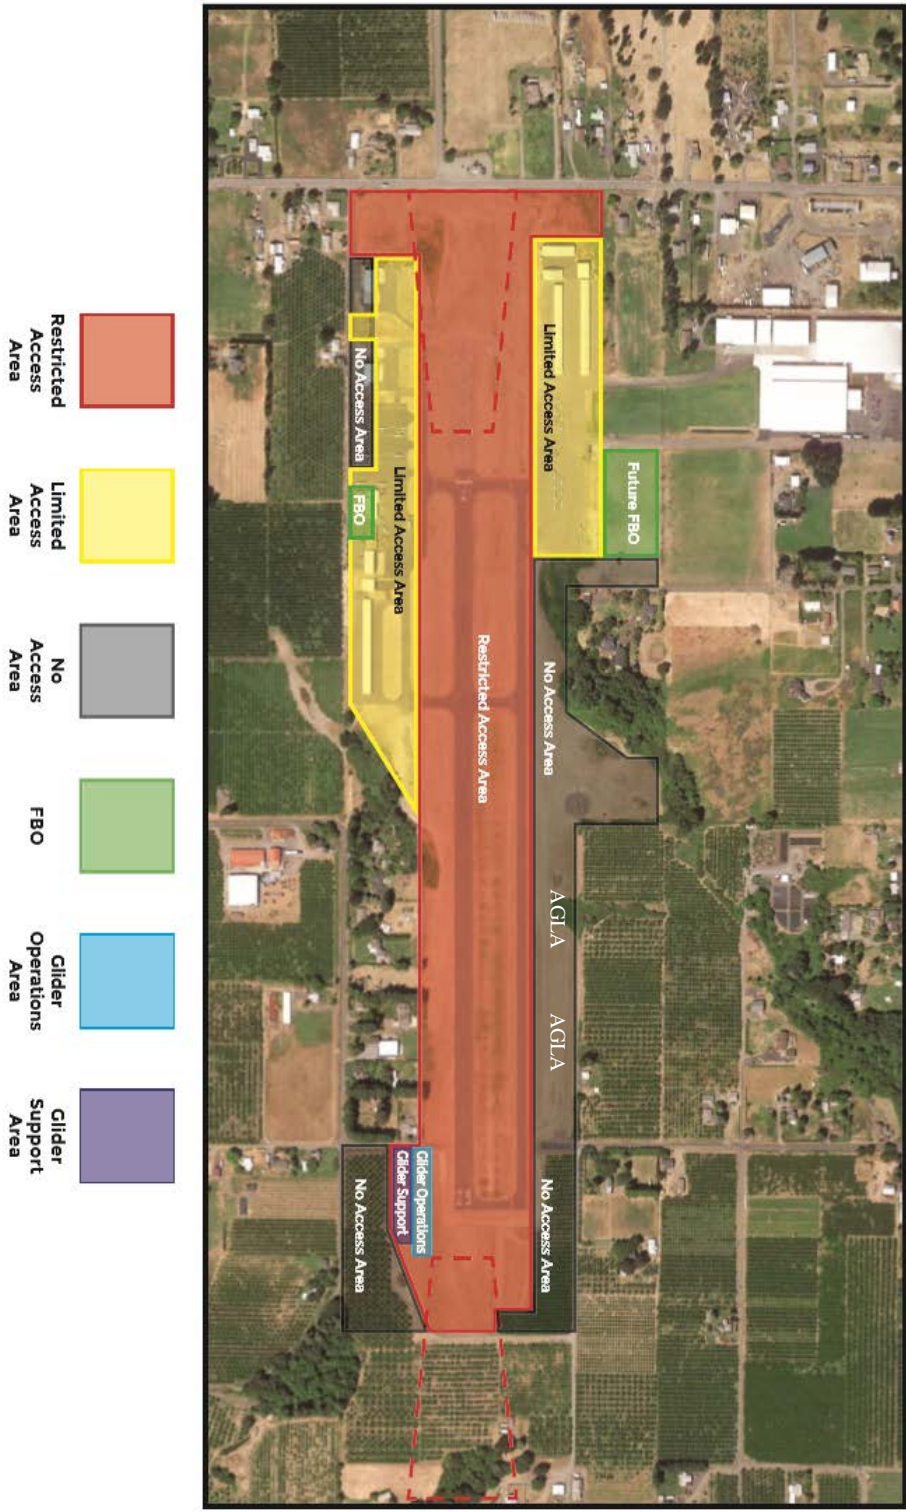 Limited Access Area
Future FBO
No Access Area
FBO
Limited Access Area
Restricted Access Area
No Access Area
AGLA
AGLA
Glider Operations
Glider Support
No Access Area
No Access Area
Restricted
Access
Area
Limited
Access
Area
No
Access
Area
FBO
Glider
Operations
Area
Glider
Support
Area